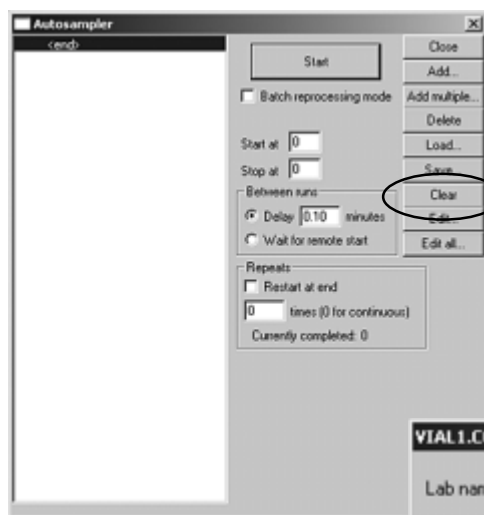 Autosampler
<end>
Start
Batch reprocessing mode
Start at 0
Stop at 0
Between runs
Delay 0.10 minutes
Wait for remote start
Repeats
Restart at end
0 times (0 for continuous)
Currently completed: 0
Close
Add...
Add multiple...
Delete
Load...
Save...
Clear
Edit...
Edit all...
VIAL1.C
Lab nam